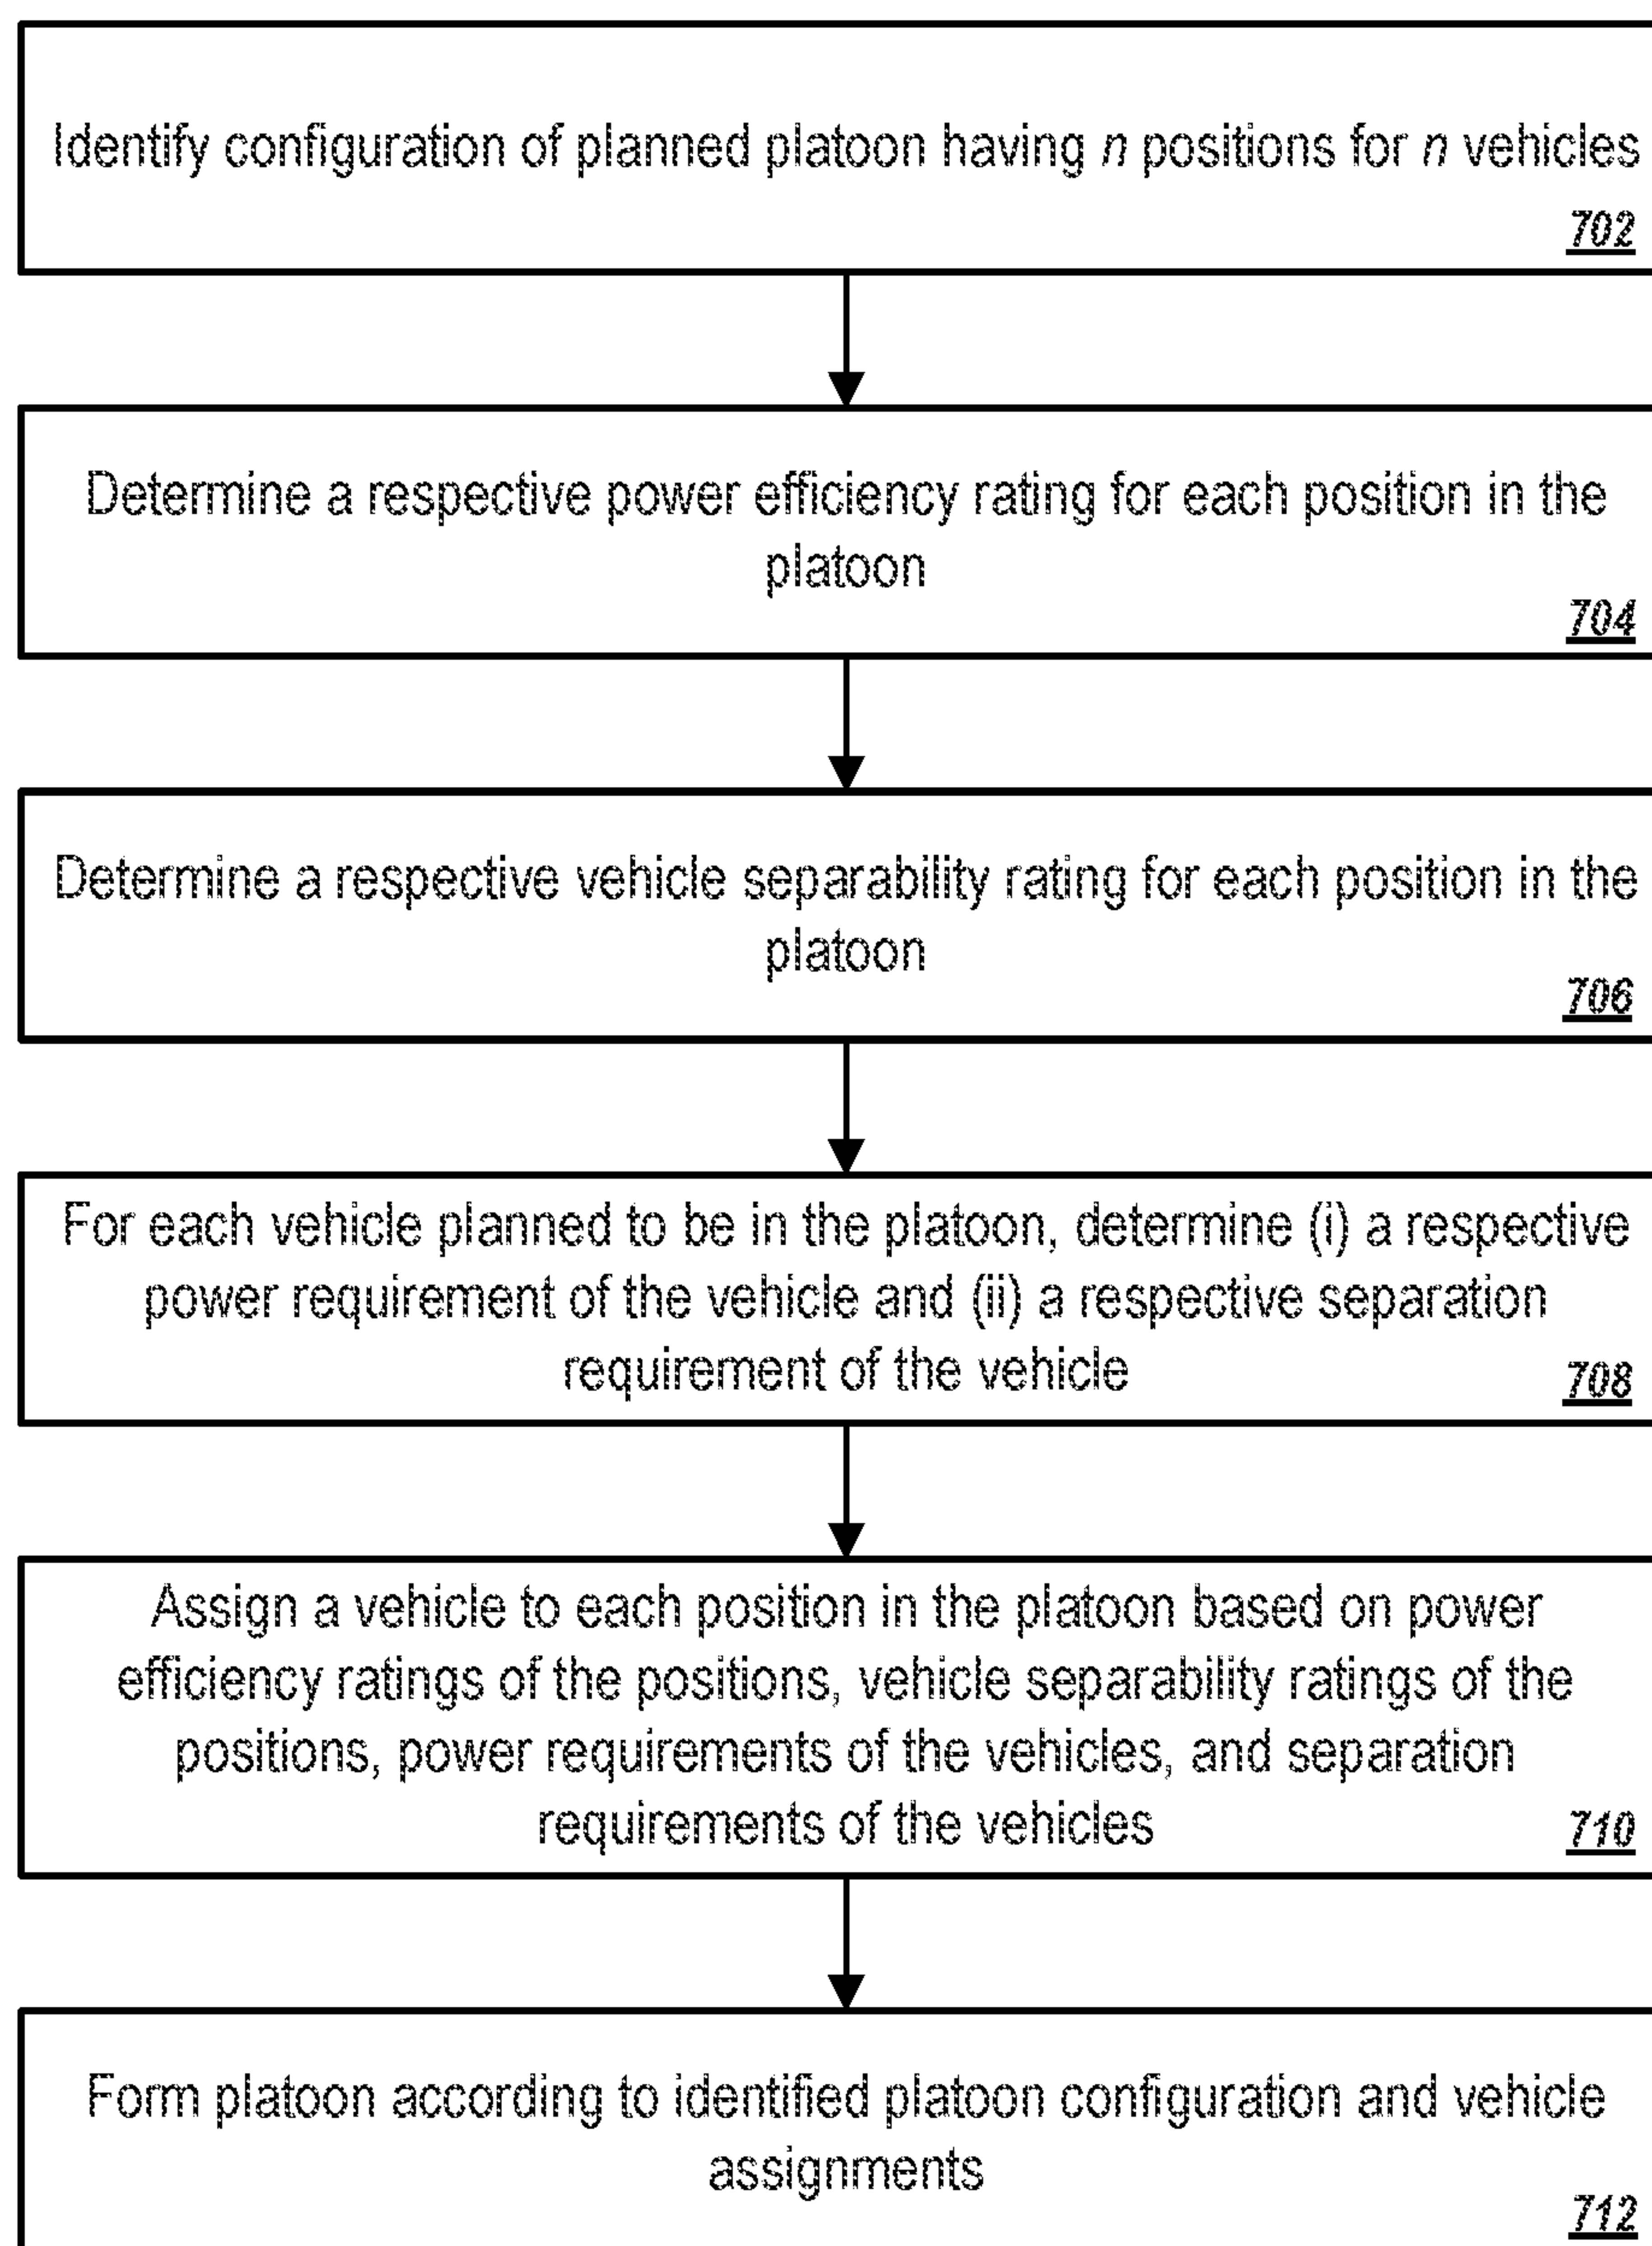 Identify configuration of planned platoon having n positions for n vehicles
702
Determine a respective power efficiency rating for each position in the
platoon
704
Determine a respective vehicle separability rating for each position in the
platoon
706
For each vehicle planned to be in the platoon, determine (i) a respective
power requirement of the vehicle and (ii) a respective separation
requirement of the vehicle
708
Assign a vehicle to each position in the platoon based on power
efficiency ratings of the positions, vehicle separability ratings of the
positions, power requirements of the vehicles, and separation
requirements of the vehicles
710
Form platoon according to identified platoon configuration and vehicle
assignments
712